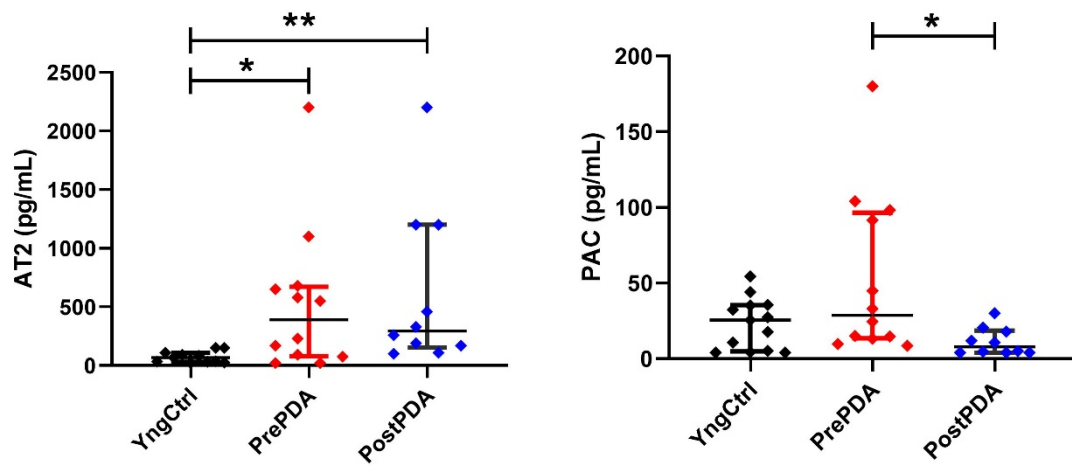 **
*
AT2 (pg/mL)
2500
2000
1500
1000
500
0
YngCtrl
PrePDA
PostPDA
*
PAC (pg/mL)
200
150
100
50
0
YngCtrl
PrePDA
PostPDA